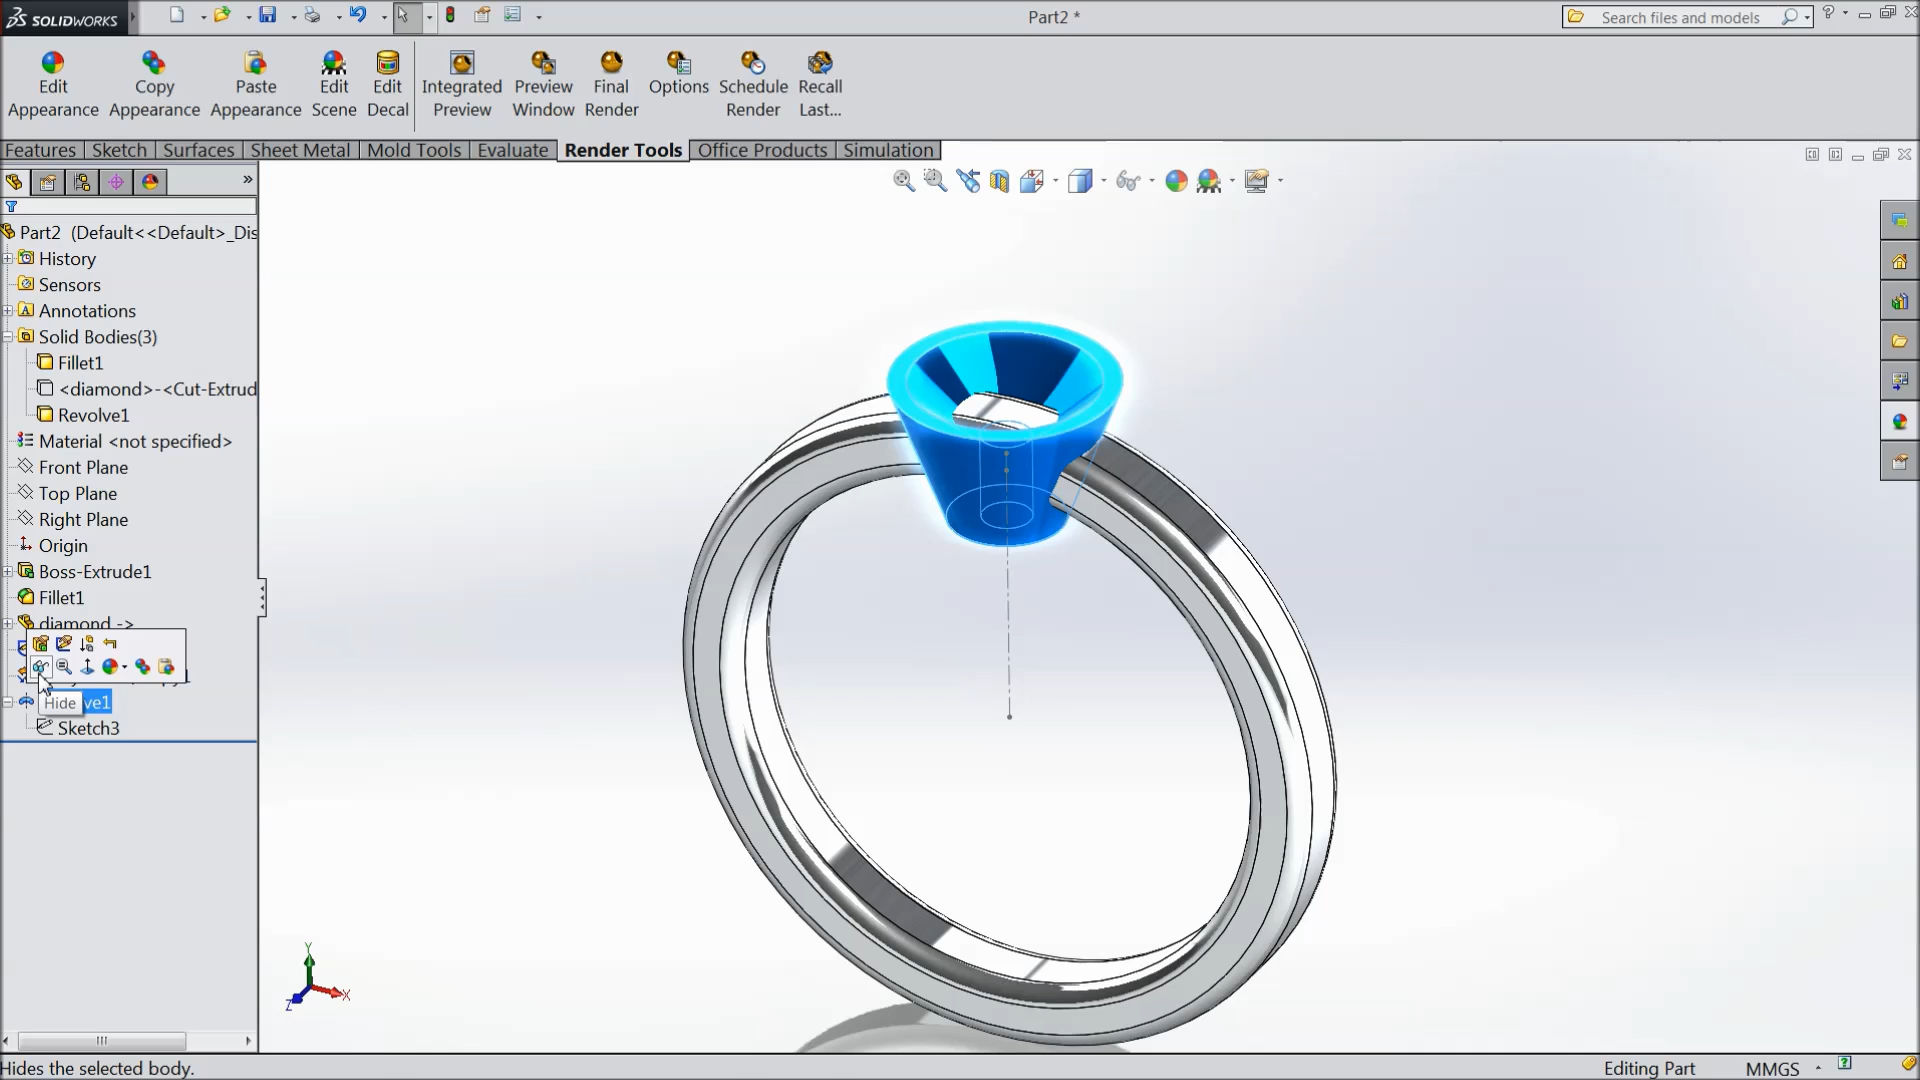 SOLIDWORKS
Part2 *
Search files and models
Edit Appearance
Copy Appearance
Paste Appearance
Edit Scene
Edit Decal
Integrated Preview
Preview Window
Final Render
Options
Schedule Render
Recall Last...
Features
Sketch
Surfaces
Sheet Metal
Mold Tools
Evaluate
Render Tools
Office Products
Simulation
Part2 (Default<<Default>_Dis
History
Sensors
Annotations
Solid Bodies(3)
Fillet1
<diamond>-<Cut-Extrud
Revolve1
Material <not specified>
Front Plane
Top Plane
Right Plane
Origin
Boss-Extrude1
Fillet1
diamond ->
Hide
ve1
Sketch3
Y
X
Z
Hides the selected body.
Editing Part
MMGS